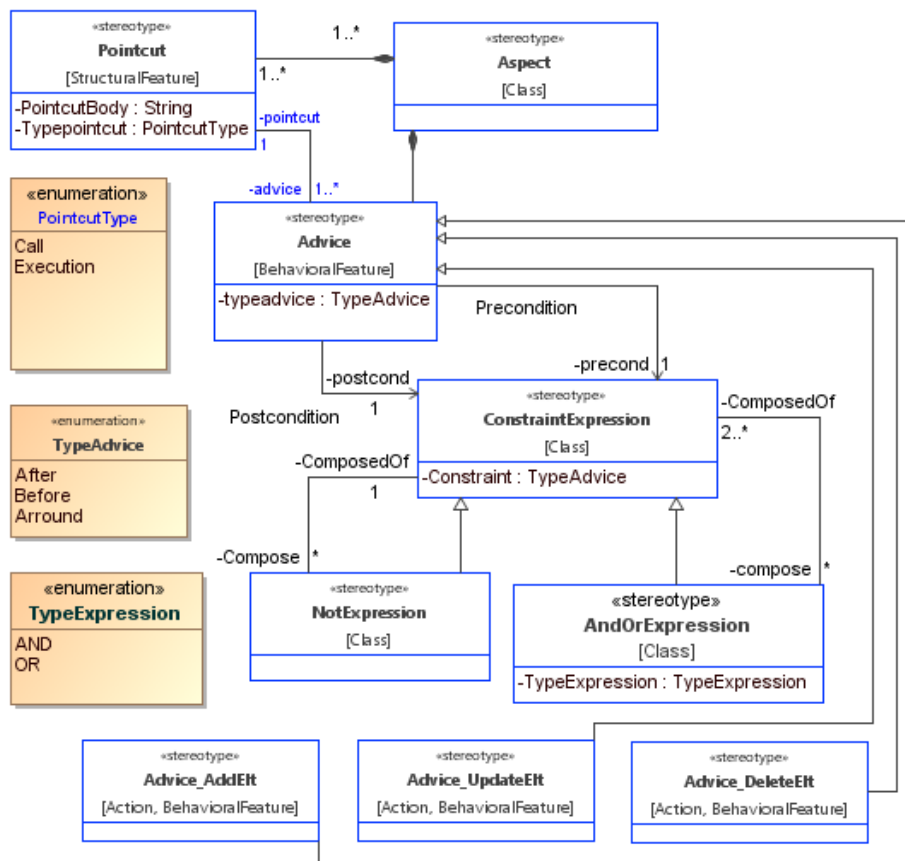 «stereotype»
Pointcut
[StructuralFeature]
-PointcutBody : String
-Typepointcut : PointcutType
1..*
1..*
«stereotype»
Aspect
[Class]
-pointcut
1
-advice 1..*
«enumeration»
PointcutType
Call
Execution
«stereotype»
Advice
[BehavioralFeature]
-typeadvice : TypeAdvice
Precondition
-precond 1
-postcond
1
Postcondition
«stereotype»
ConstraintExpression
[Class]
-Constraint : TypeAdvice
-ComposedOf
2..*
«enumeration»
TypeAdvice
After
Before
Arround
-ComposedOf
1
-Compose *
-compose *
«enumeration»
TypeExpression
AND
OR
«stereotype»
NotExpression
[Class]
«stereotype»
AndOrExpression
[Class]
-TypeExpression : TypeExpression
«stereotype»
Advice_AddElt
[Action, BehavioralFeature]
«stereotype»
Advice_UpdateElt
[Action, BehavioralFeature]
«stereotype»
Advice_DeleteElt
[Action, BehavioralFeature]